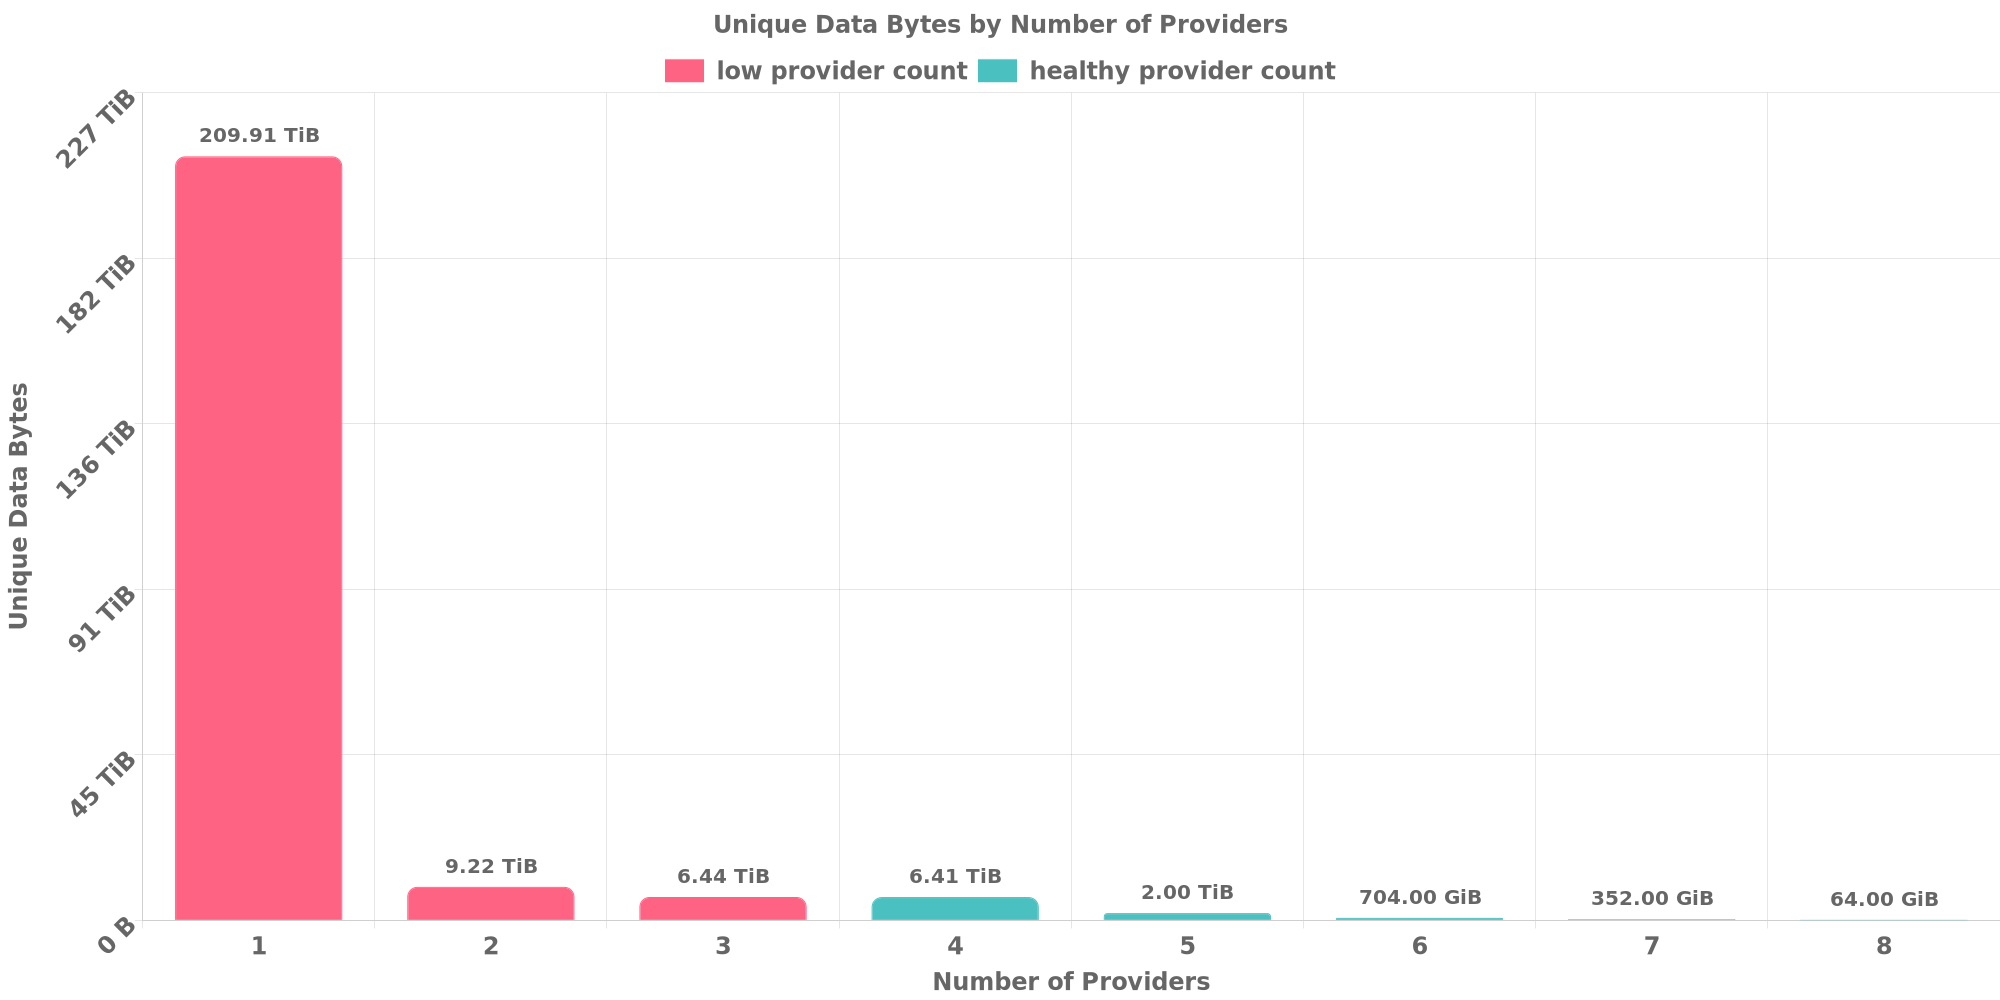 Unique Data Bytes by Number of Providers
low provider count healthy provider count
227 TiB
182 TiB
136 TiB
91 TiB
45 TiB
0 B
Unique Data Bytes
209.91 TiB
9.22 TiB
6.44 TiB
6.41 TiB
2.00 TiB
704.00 GiB
352.00 GiB
64.00 GiB
1 2 3 4 5 6 7 8
Number of Providers